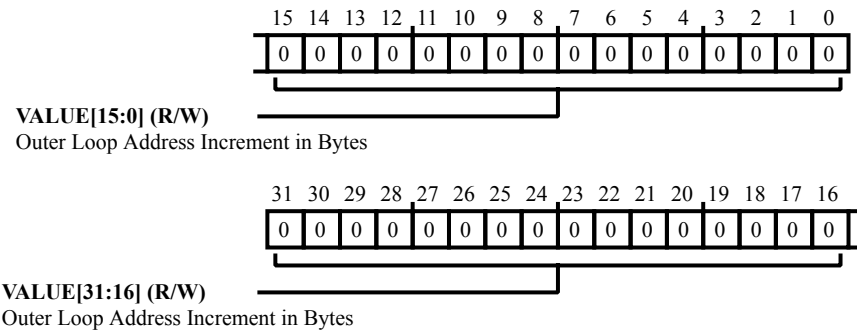 15 14 13 12 11 10 9 8 7 6 5 4 3 2 1 0
0 0 0 0 0 0 0 0 0 0 0 0 0 0 0 0
VALUE[15:0] (R/W)
Outer Loop Address Increment in Bytes
31 30 29 28 27 26 25 24 23 22 21 20 19 18 17 16
0 0 0 0 0 0 0 0 0 0 0 0 0 0 0 0
VALUE[31:16] (R/W)
Outer Loop Address Increment in Bytes